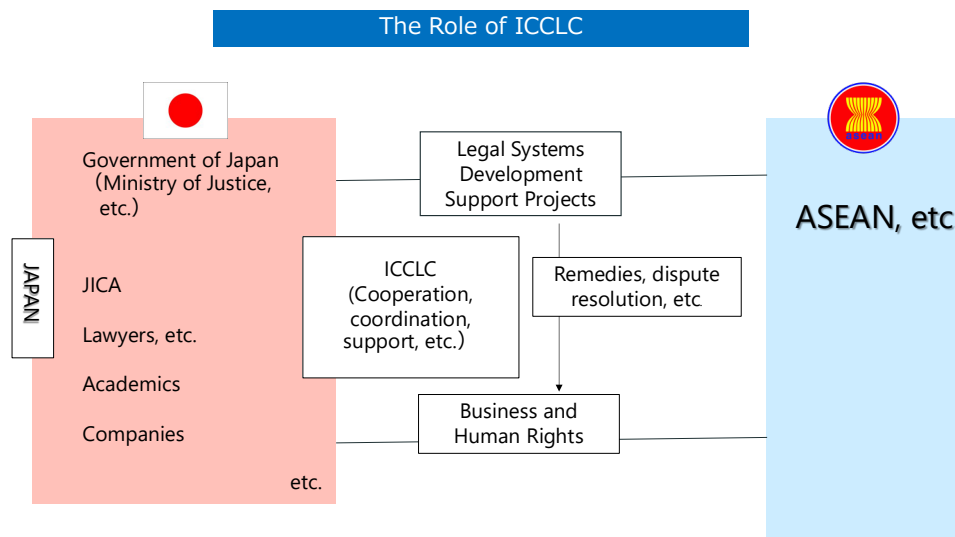 The Role of ICCLC
Government of Japan
（Ministry of Justice,
etc.）
JAPAN
JICA
Lawyers, etc.
Academics
Companies
etc.
Legal Systems
Development
Support Projects
ICCLC
(Cooperation,
coordination,
support, etc.）
Remedies, dispute
resolution, etc.
Business and
Human Rights
asean
ASEAN, etc